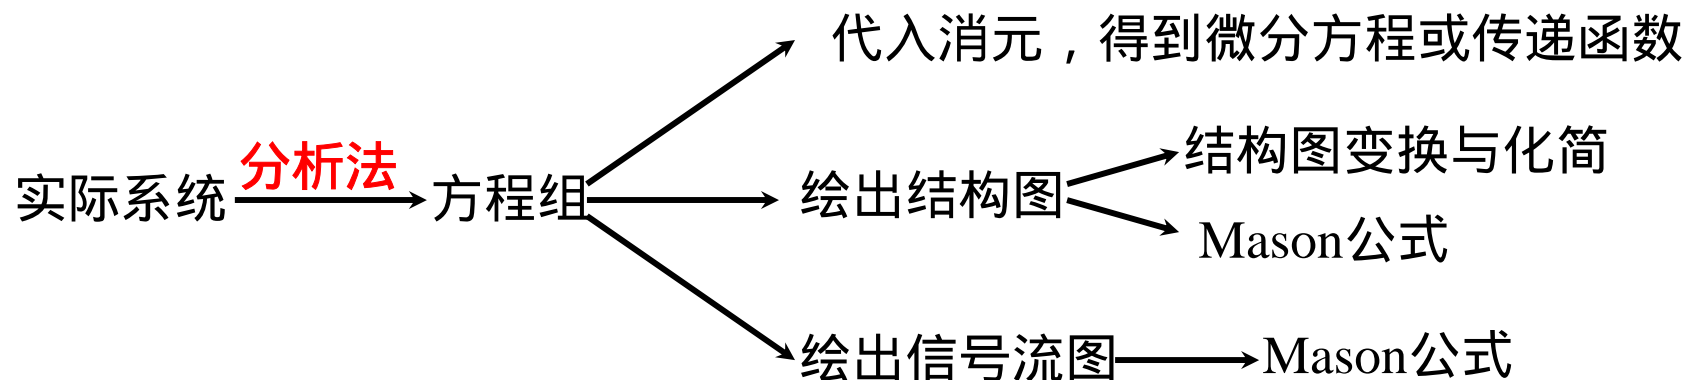 代入消元，得到微分方程或传递函数
结构图变换与化简
分析法
实际系统
方程组
绘出结构图
Mason公式
绘出信号流图
Mason公式